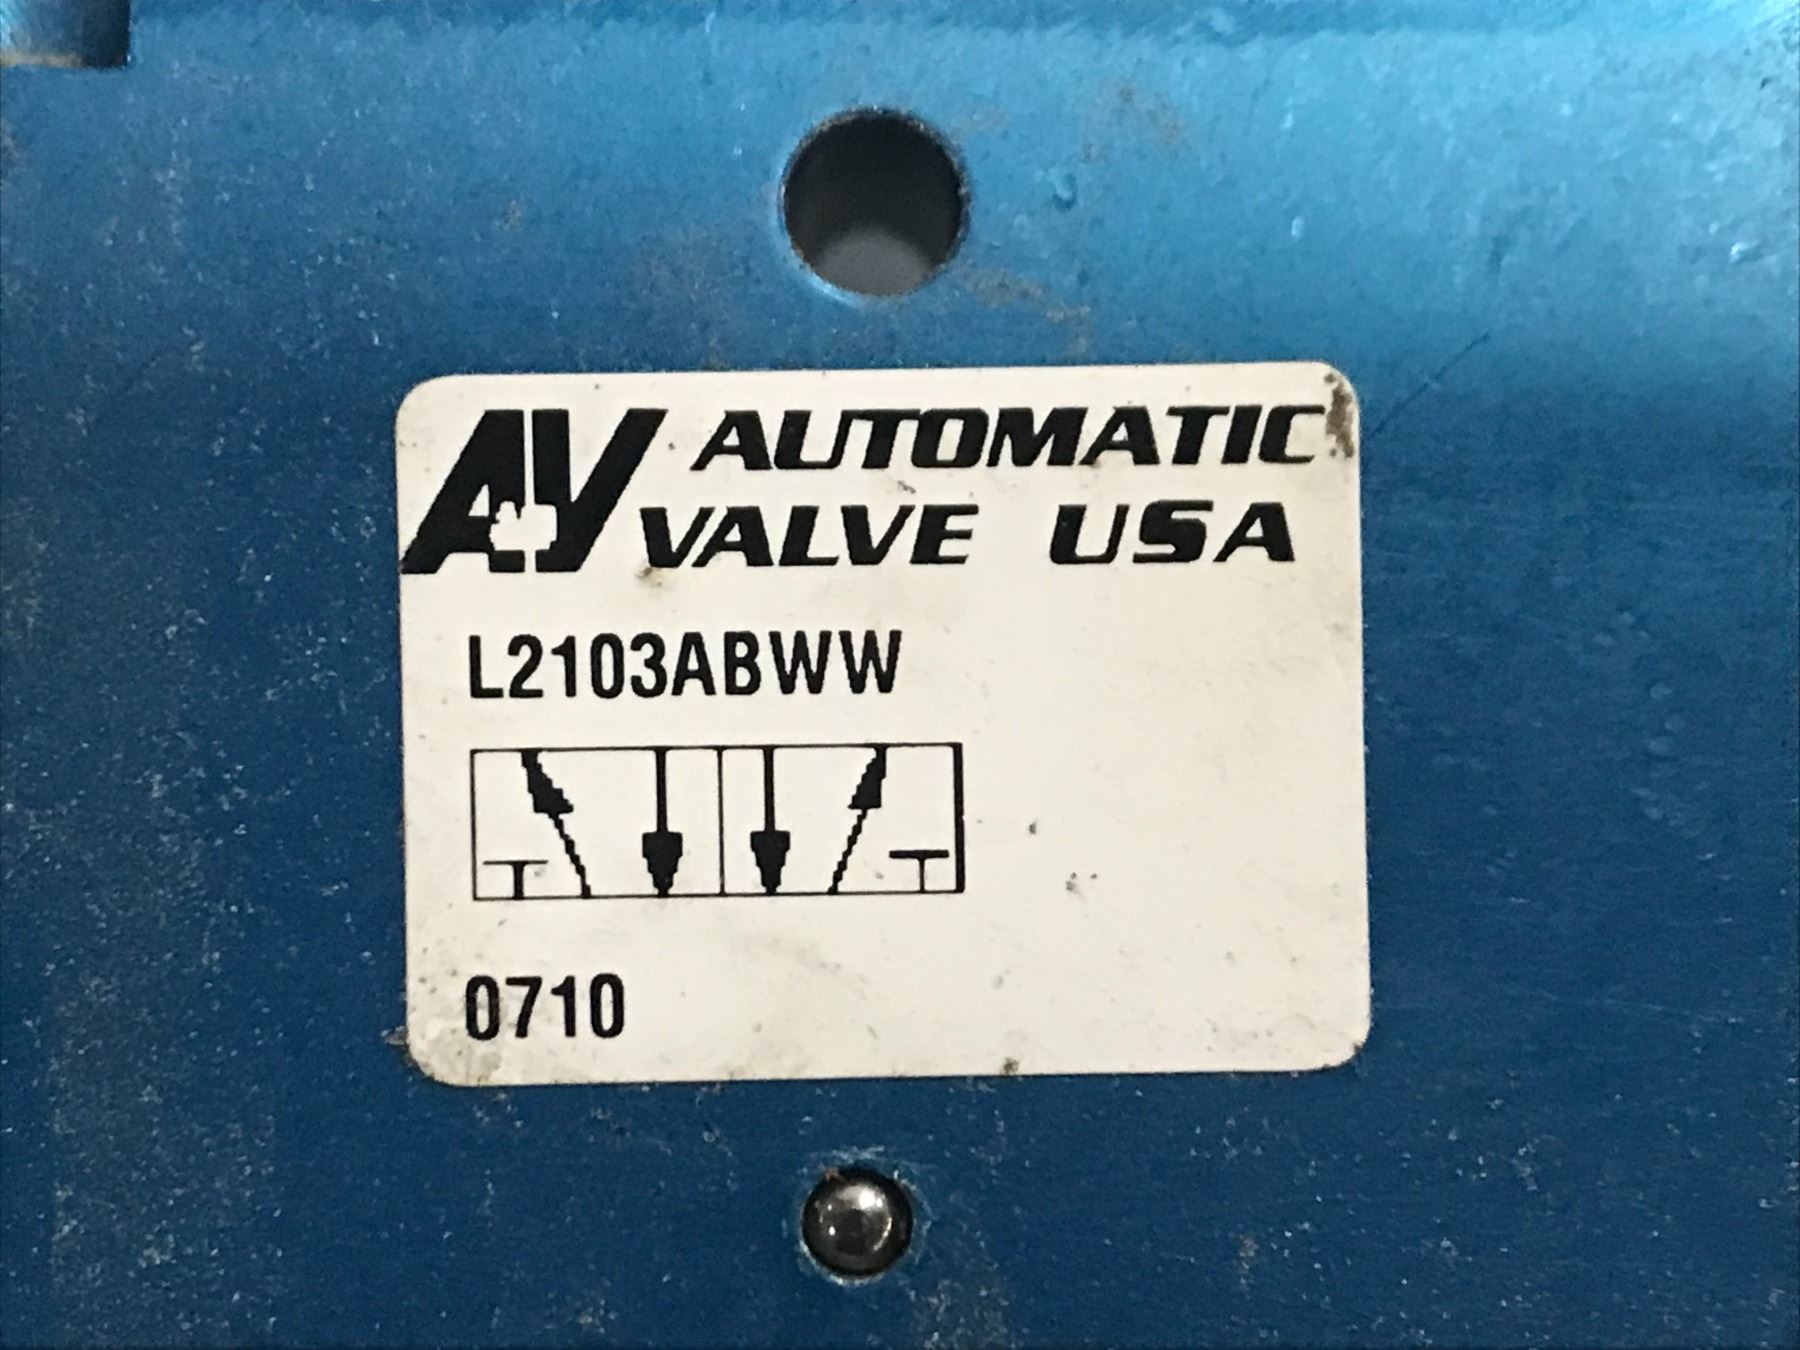 AV AUTOMATIC
VALVE USA
L2103ABWW
0710